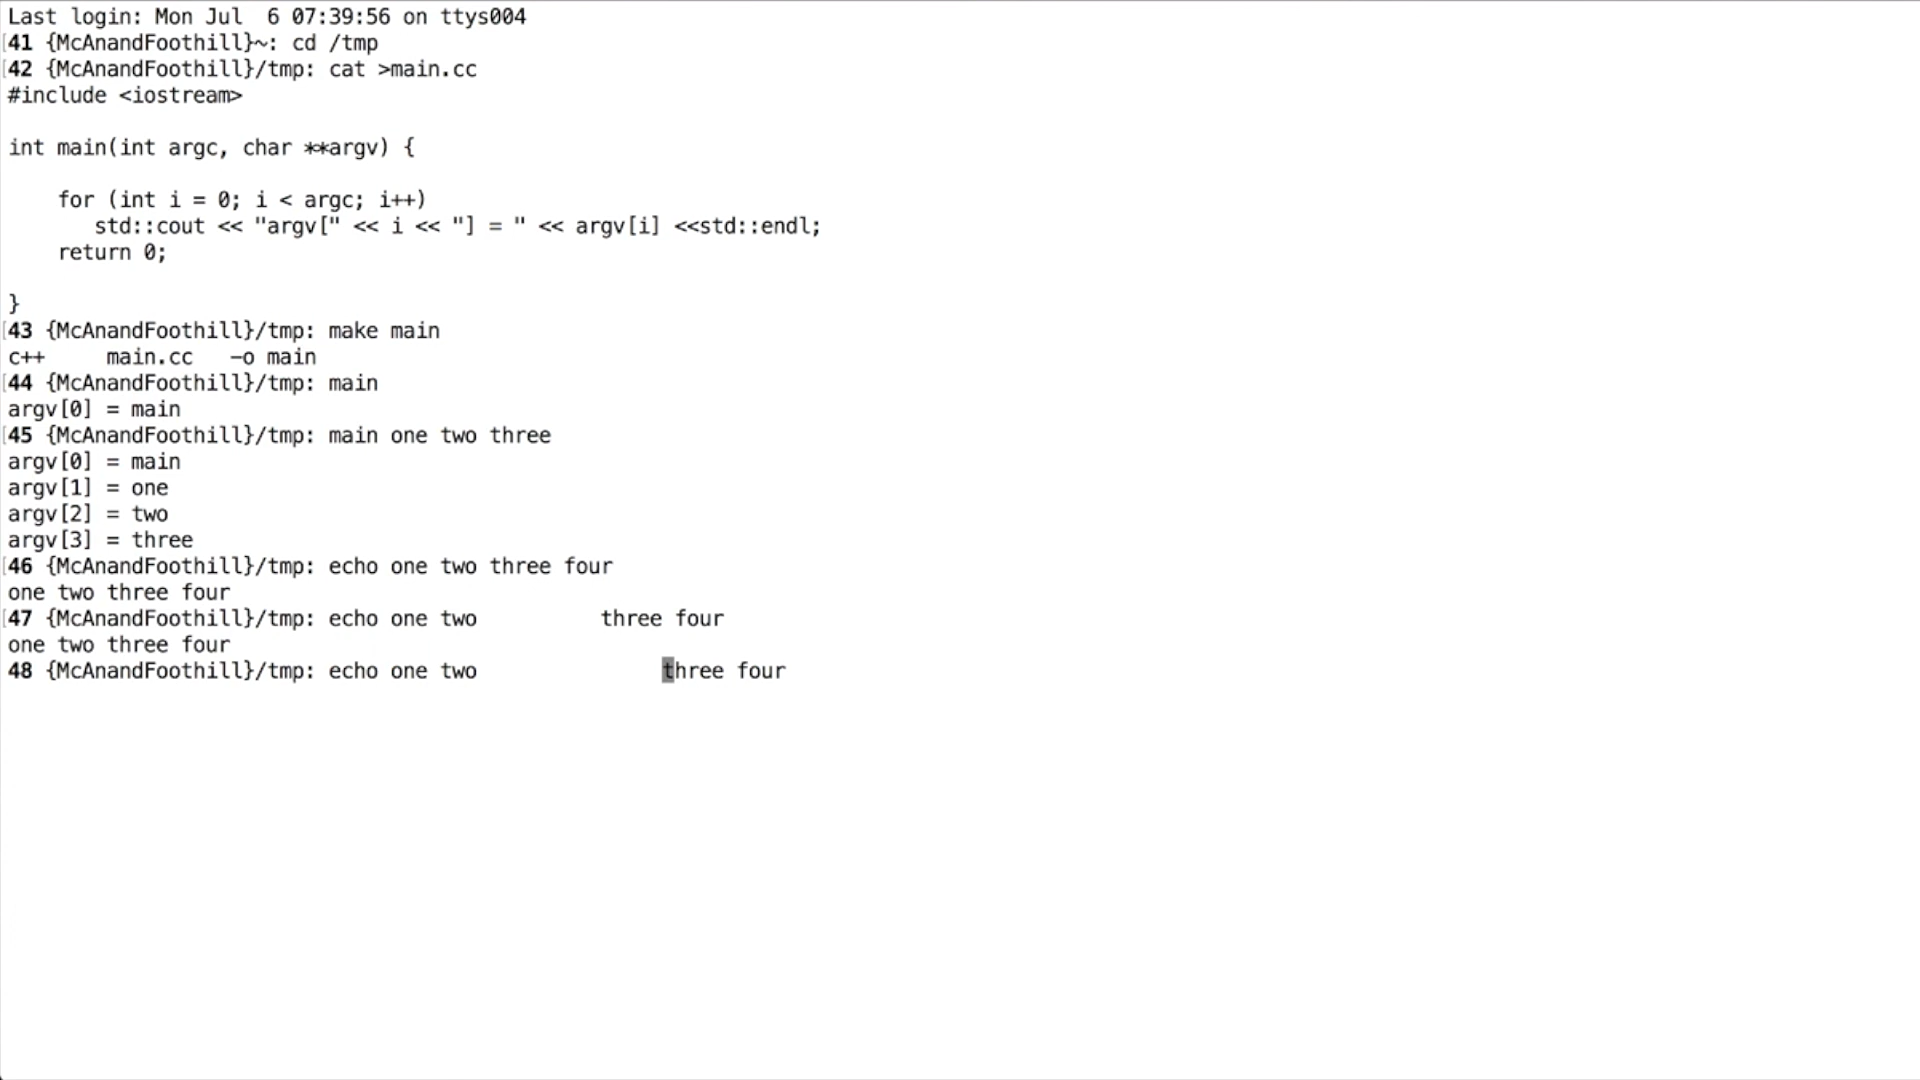 Last login: Mon Jul  6 07:39:56 on ttys004
[41 {McAnandFoothill}~: cd /tmp
[42 {McAnandFoothill}/tmp: cat >main.cc
#include <iostream>

int main(int argc, char **argv) {

    for (int i = 0; i < argc; i++)
       std::cout << "argv[" << i << "] = " << argv[i] <<std::endl;
    return 0;

}
[43 {McAnandFoothill}/tmp: make main
c++     main.cc   -o main
[44 {McAnandFoothill}/tmp: main
argv[0] = main
[45 {McAnandFoothill}/tmp: main one two three
argv[0] = main
argv[1] = one
argv[2] = two
argv[3] = three
[46 {McAnandFoothill}/tmp: echo one two three four
one two three four
[47 {McAnandFoothill}/tmp: echo one two          three four
one two three four
48 {McAnandFoothill}/tmp: echo one two               three four